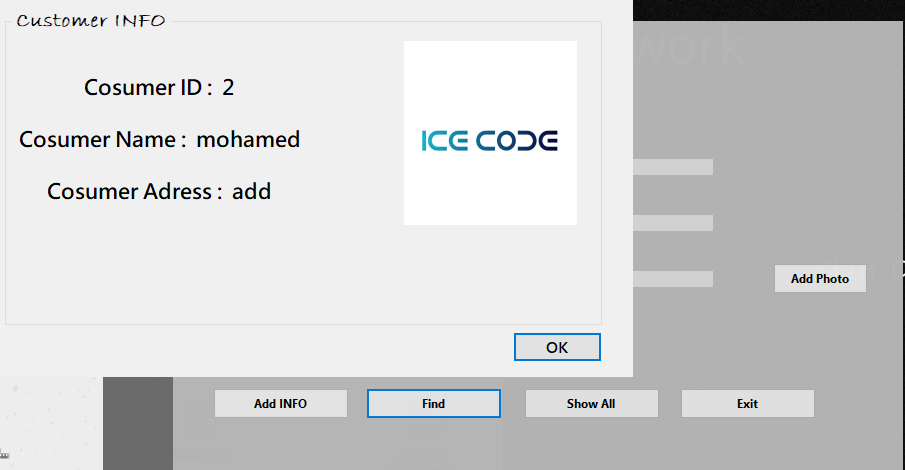 Customer INFO
work
Cosumer ID : 2
ICE CODE
Cosumer Name : mohamed
Cosumer Adress : add
Add Photo
OK
Add INFO
Find
Show All
Exit